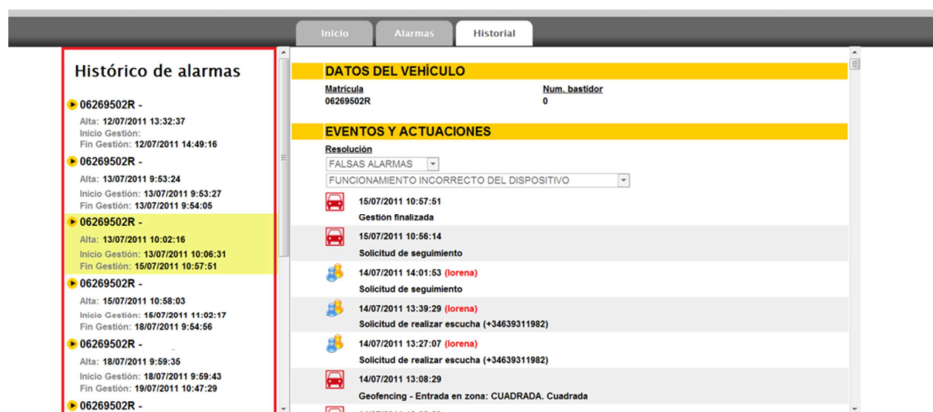 Inicio
Alarmas
Historial
Histórico de alarmas
06269502R -
Alta: 12/07/2011 13:32:37
Inicio Gestión:
Fin Gestión: 12/07/2011 14:49:16
06269502R -
Alta: 13/07/2011 9:53:24
Inicio Gestión: 13/07/2011 9:53:27
Fin Gestión: 13/07/2011 9:54:05
06269502R -
Alta: 13/07/2011 10:02:16
Inicio Gestión: 13/07/2011 10:06:31
Fin Gestión: 15/07/2011 10:57:51
06269502R -
Alta: 15/07/2011 10:58:03
Inicio Gestión: 15/07/2011 11:02:17
Fin Gestión: 18/07/2011 9:54:56
06269502R -
Alta: 18/07/2011 9:59:35
Inicio Gestión: 18/07/2011 9:59:43
Fin Gestión: 19/07/2011 10:47:29
06269502R -
DATOS DEL VEHÍCULO
Matricula Num. bastidor
06269502R 0
EVENTOS Y ACTUACIONES
Resolución
FALSAS ALARMAS
FUNCIONAMIENTO INCORRECTO DEL DISPOSITIVO
15/07/2011 10:57:51
Gestión finalizada
15/07/2011 10:56:14
Solicitud de seguimiento
14/07/2011 14:01:53 (lorena)
Solicitud de seguimiento
14/07/2011 13:39:29 (lorena)
Solicitud de realizar escucha (+34639311982)
14/07/2011 13:27:07 (lorena)
Solicitud de realizar escucha (+34639311982)
14/07/2011 13:08:29
Geofencing - Entrada en zona: CUADRADA. Cuadrada